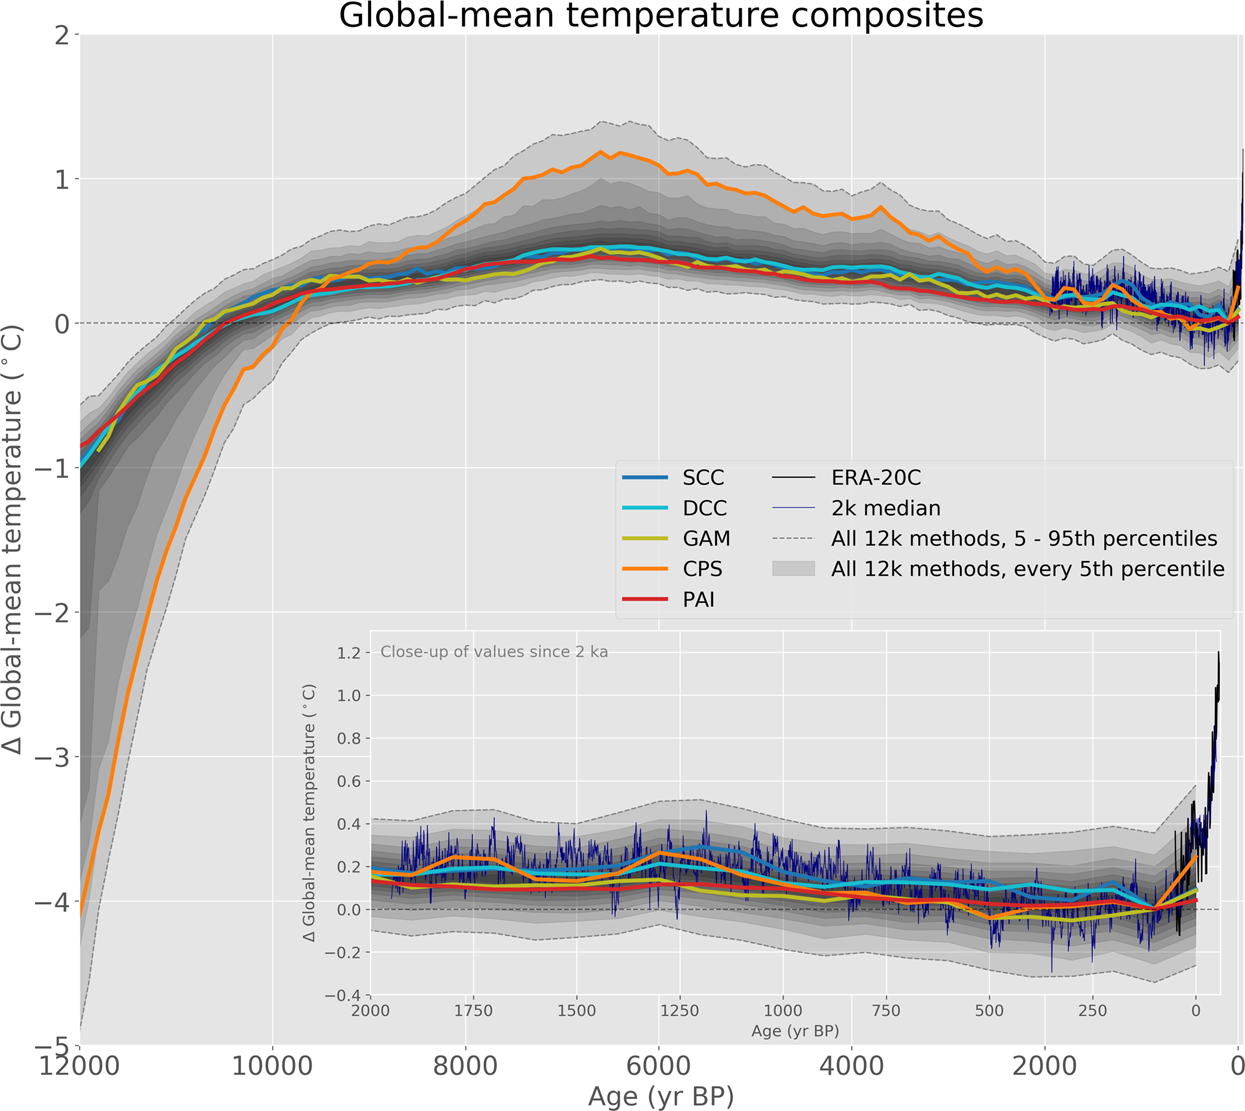 Global-mean temperature composites
2
1
0
−1
−2
−3
−4
−5
Δ Global-mean temperature (°C)
SCC
DCC
GAM
CPS
PAI
ERA-20C
2k median
All 12k methods, 5 - 95th percentiles
All 12k methods, every 5th percentile
Close-up of values since 2 ka
1.2
1.0
0.8
0.6
0.4
0.2
0.0
−0.2
−0.4
Δ Global-mean temperature (°C)
2000 1750 1500 1250 1000 750 500 250 0
Age (yr BP)
12000 10000 8000 6000 4000 2000 0
Age (yr BP)